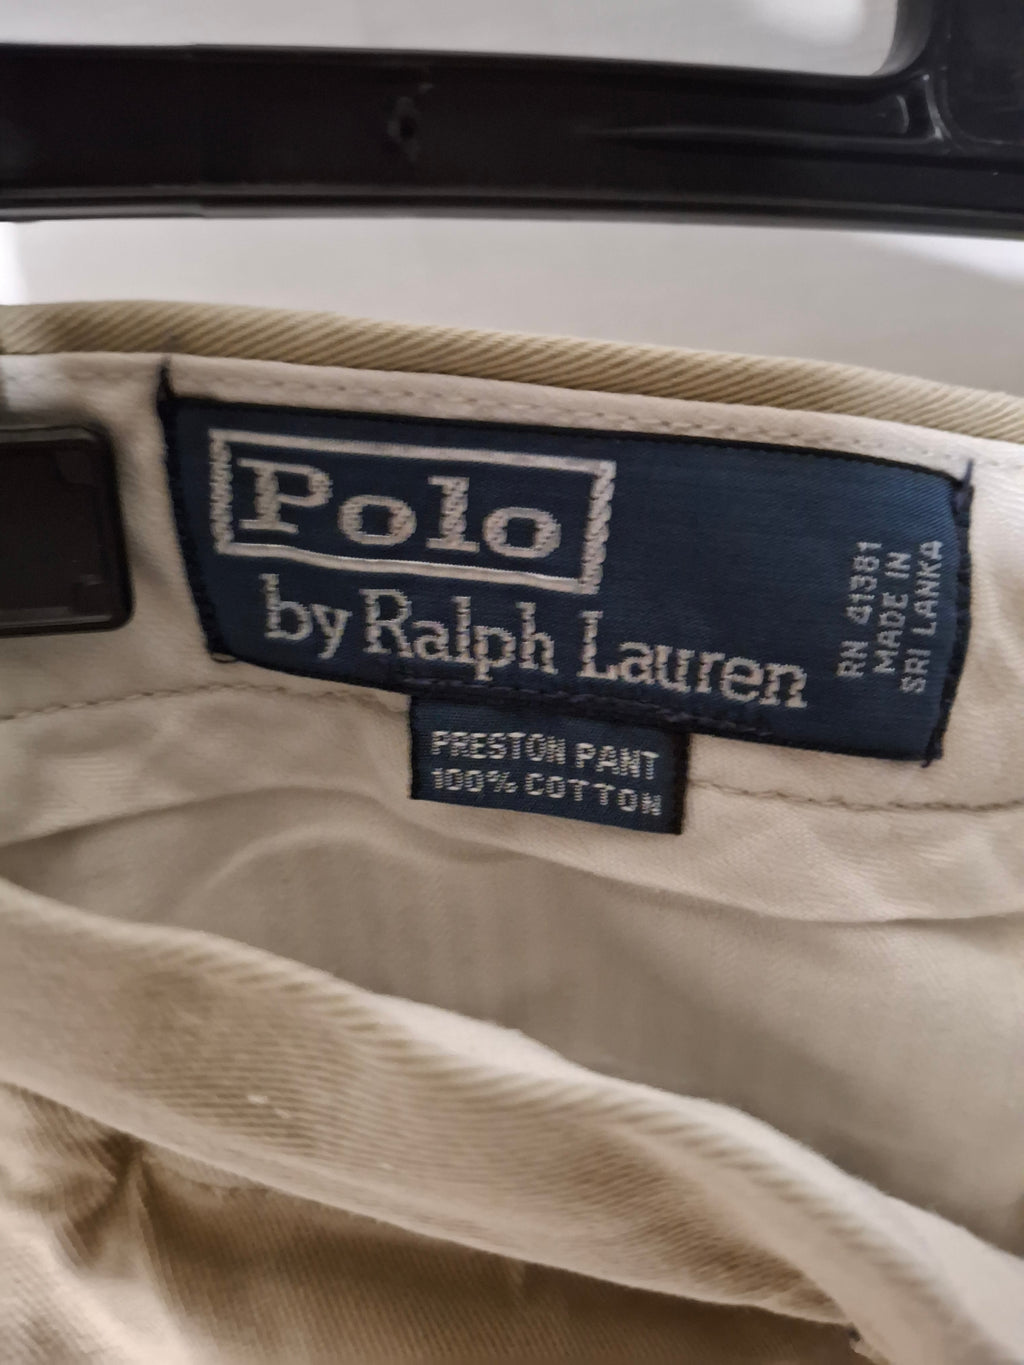 Polo
by Ralph Lauren
RN 41381
MADE IN
SRI LANKA
PRESTON PANT
100% COTTON